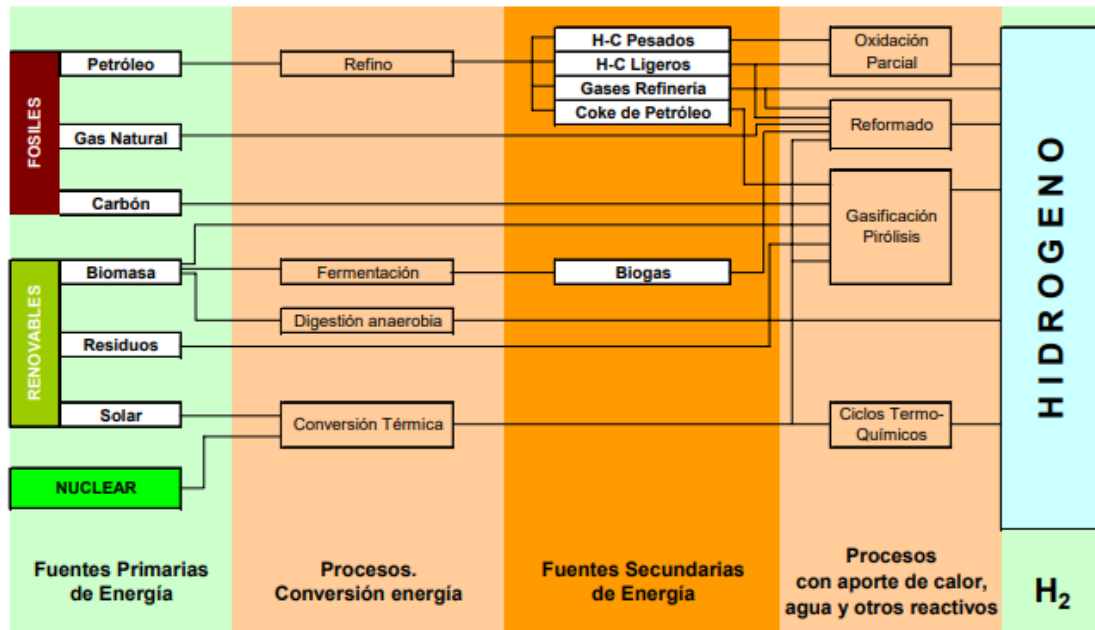 FOSILES
Petróleo
Gas Natural
Carbón
RENOVABLES
Biomasa
Residuos
Solar
NUCLEAR
Fuentes Primarias
de Energía
Refino
Fermentación
Digestión anaerobia
Conversión Térmica
Procesos.
Conversión energía
H-C Pesados
H-C Ligeros
Gases Refinería
Coke de Petróleo
Biogas
Fuentes Secundarias
de Energía
Oxidación
Parcial
Reformado
Gasificación
Pirólisis
Ciclos Termo-
Químicos
Procesos
con aporte de calor,
agua y otros reactivos
HIDROGENO
H₂